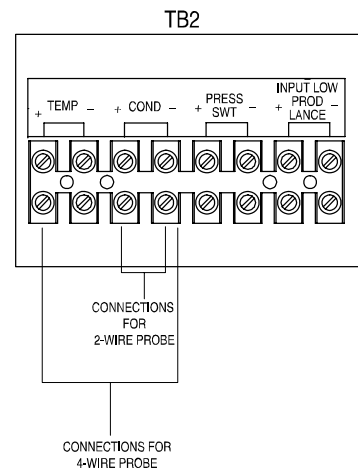 TB2
+ TEMP −
+ COND −
+ PRESS −
SWT
INPUT LOW
+ PROD −
LANCE
CONNECTIONS
FOR
2-WIRE PROBE
CONNECTIONS FOR
4-WIRE PROBE